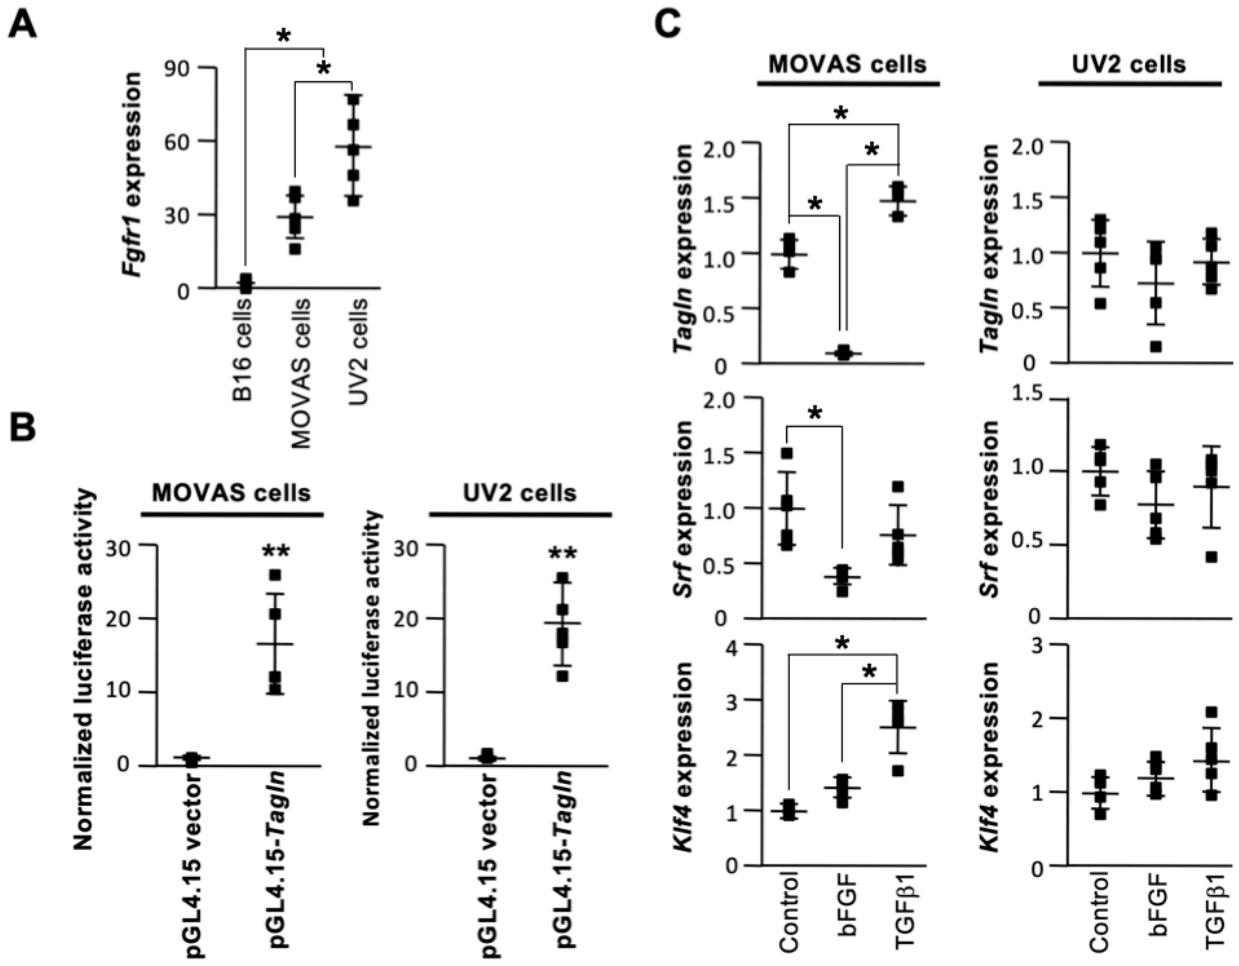 A
*
*
90
60
30
0
Fgfr1 expression
B16 cells
MOVAS cells
UV2 cells
B
MOVAS cells
Normalized luciferase activity
30
**
20
10
0
pGL4.15 vector
pGL4.15-Tagln
UV2 cells
Normalized luciferase activity
30
**
20
10
0
pGL4.15 vector
pGL4.15-Tagln
C
MOVAS cells
UV2 cells
Tagln expression
2.0
1.5
1.0
0.5
0
*
*
*
Tagln expression
2.0
1.5
1.0
0.5
0
Srf expression
2.0
1.5
1.0
0.5
0
*
Srf expression
1.5
1.0
0.5
0
Klf4 expression
4
3
2
1
0
*
*
Control
bFGF
TGFβ1
Klf4 expression
3
2
1
0
Control
bFGF
TGFβ1